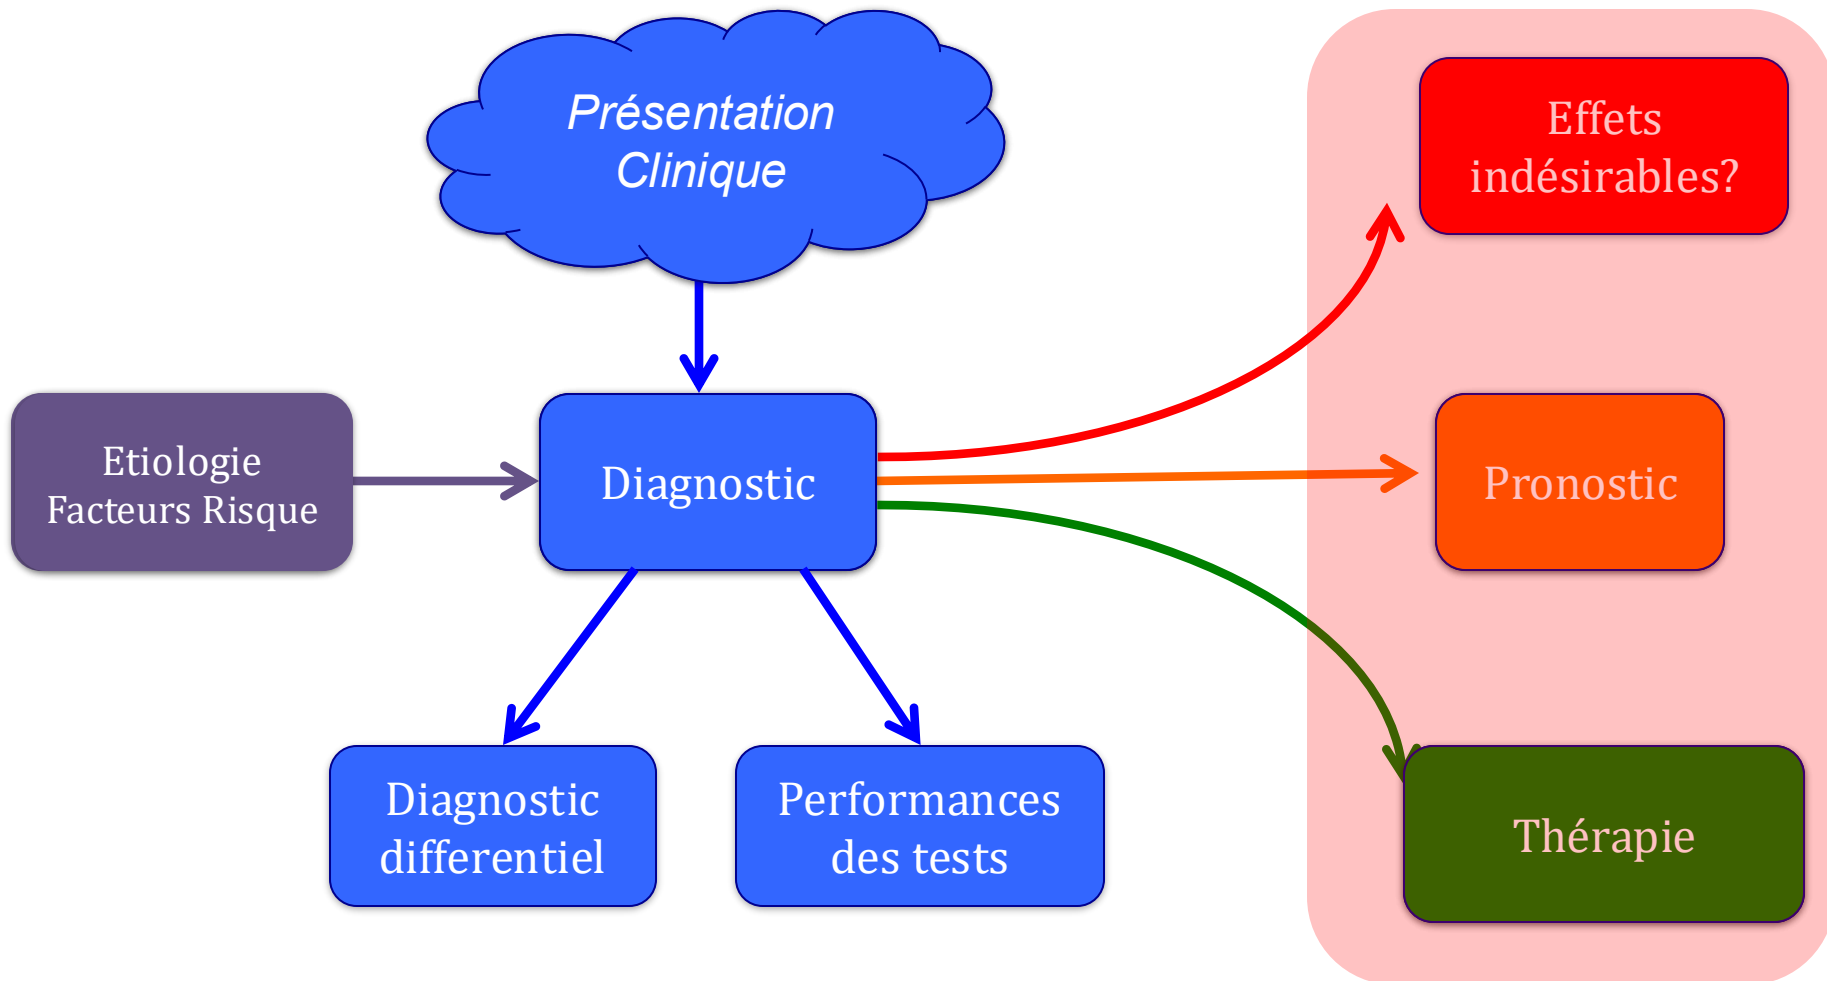 Présentation
Clinique
Effets
indésirables?
Etiologie
Facteurs Risque
Diagnostic
Pronostic
Diagnostic
differentiel
Performances
des tests
Thérapie